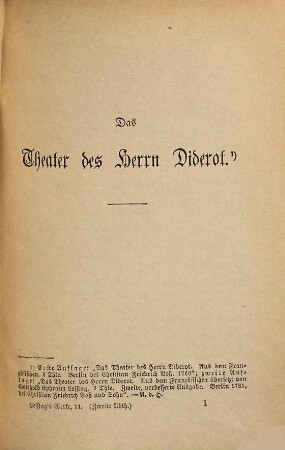 Das
Theater des Herrn Diderot.¹)
1) Erste Auflage: „Das Theater des Herrn Diderot. Aus dem Fran-
zösischen. 2 Thle. Berlin bei Christian Friedrich Voß. 1760“; zweite Auf-
lage: „Das Theater des Herrn Diderot. Aus dem Französischen übersetzt von
Gotthold Ephraim Lessing. 2 Thle. Zweite, verbesserte Ausgabe. Berlin 1781,
bei Christian Friedrich Voß und Sohn“. — A. d. H.
Lessing's Werke, 11. (Zweite Abth.) 1